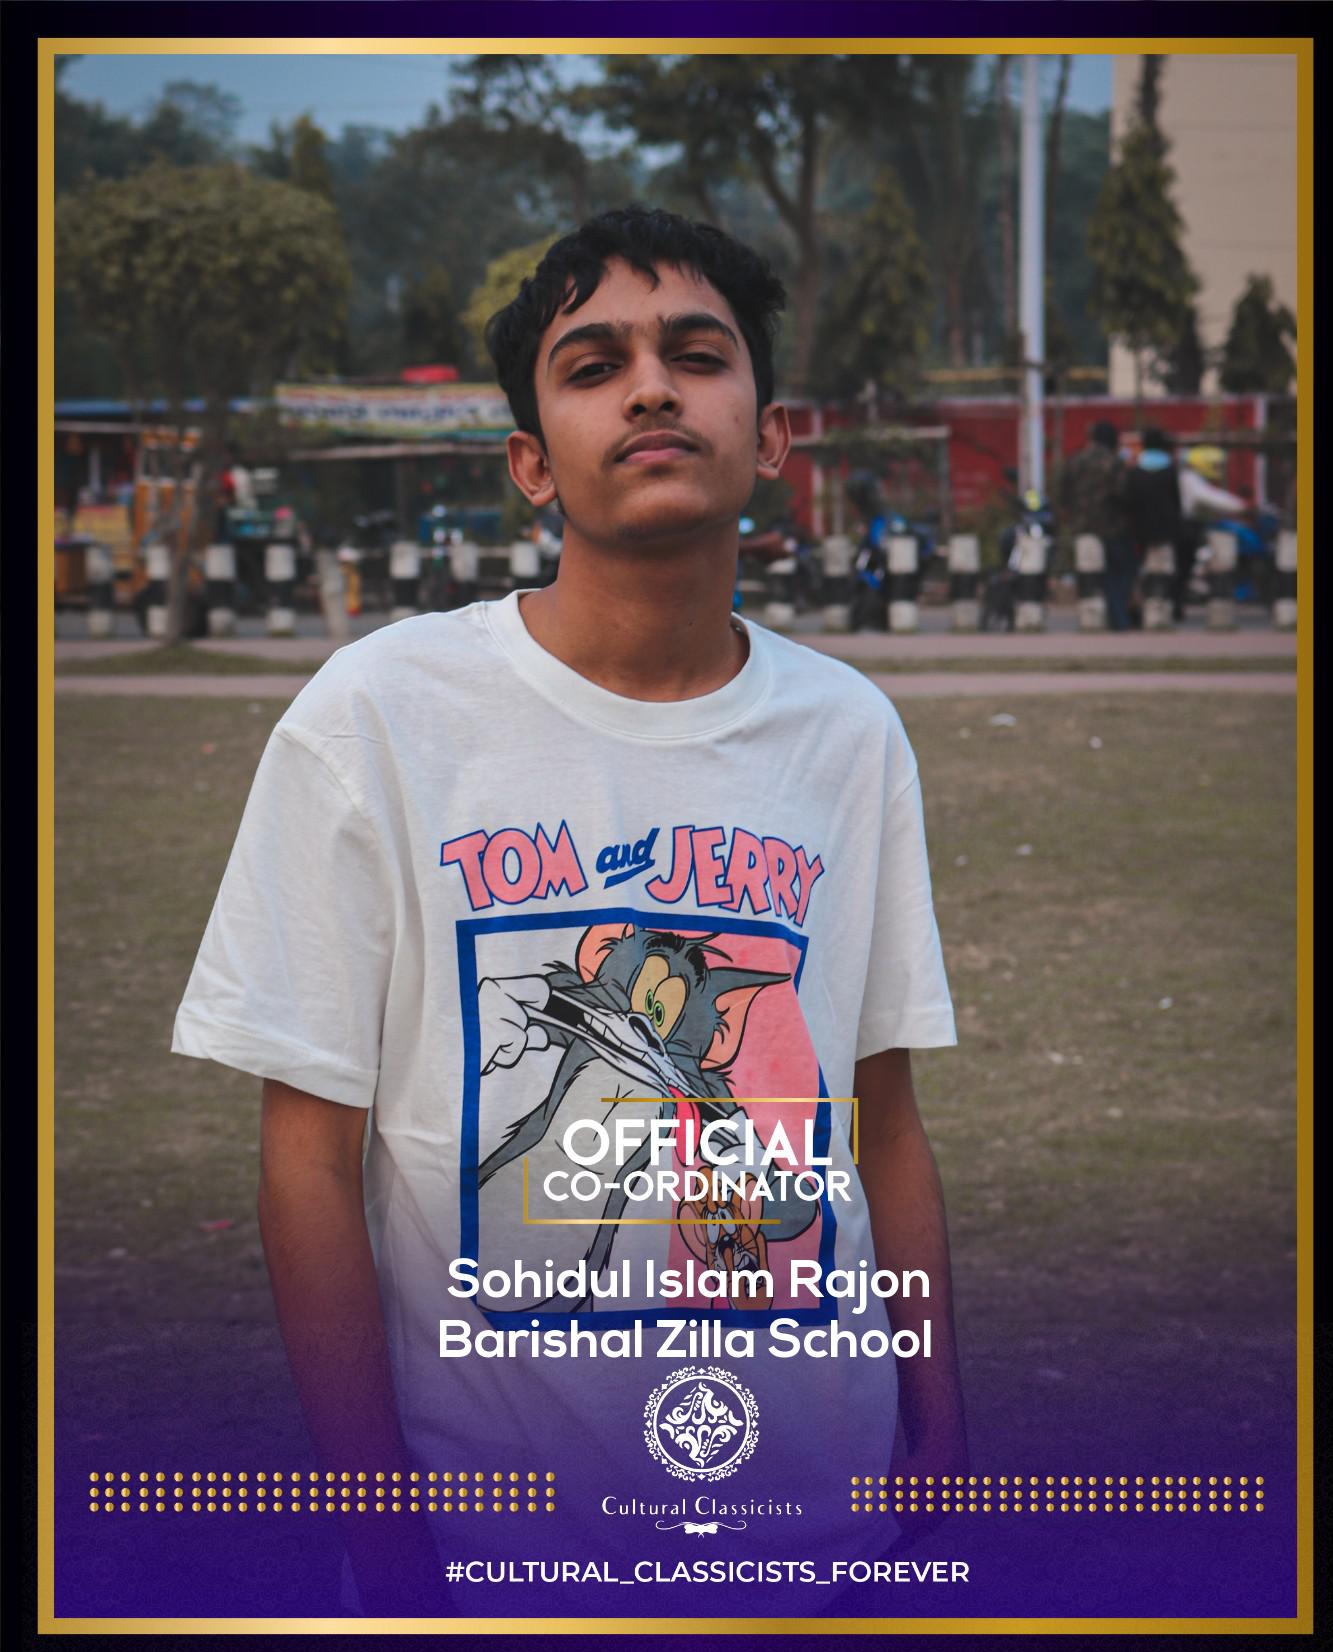 TOM and JERRY
OFFICIAL
CO-ORDINATOR
Sohidul Islam Rajon
Barishal Zilla School
Cultural Classicists
#CULTURAL_CLASSICISTS_FOREVER